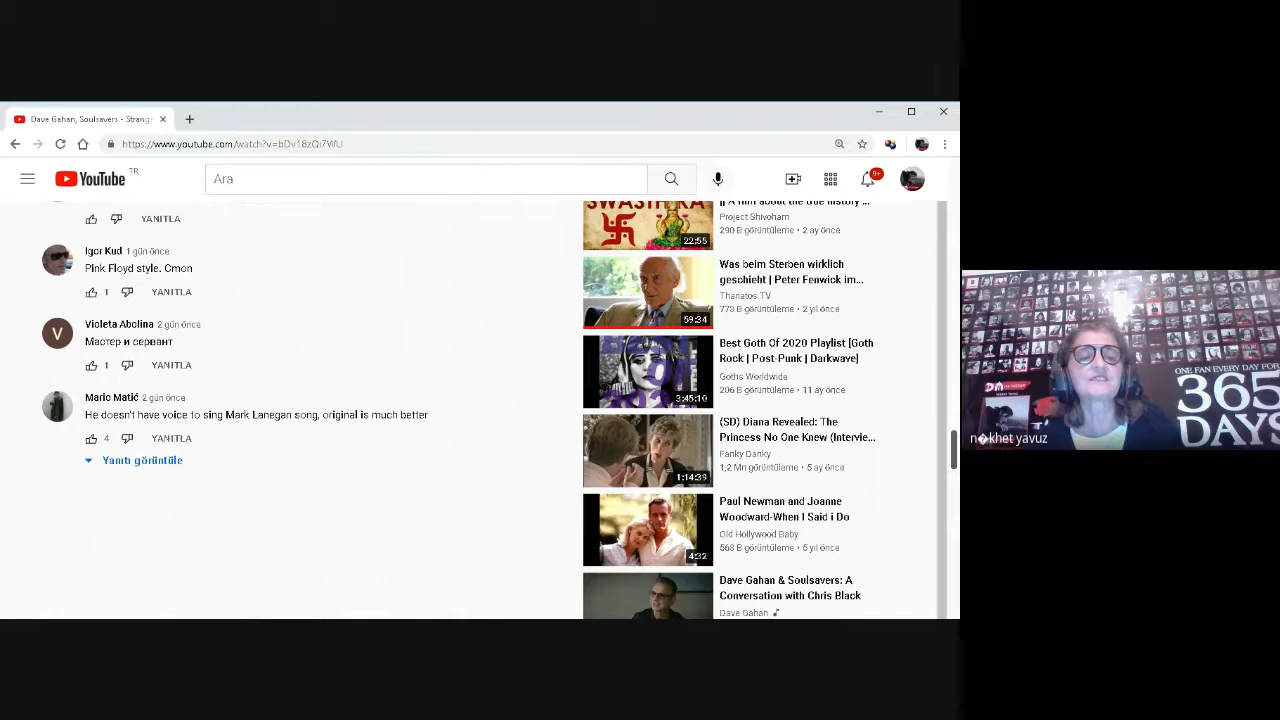 Dave Gahan, Soulsavers - Strange
https://www.youtube.com/watch?v=bDv18zQi7WU
YouTube TR
Ara
9+
YANITLA
Igor Kud 1 gün önce
Pink Floyd style. Cmon
1 YANITLA
Violeta Abolina 2 gün önce
V
Мастер и сервант
1 YANITLA
Mario Matić 2 gün önce
He doesn't have voice to sing Mark Lanegan song, original is much better
4 YANITLA
Yanıtı görüntüle
SWASTIKA
22:55
|| A film about the true history ...
Project Shivoham
290 B görüntüleme • 2 ay önce
59:34
Was beim Sterben wirklich
geschieht | Peter Fenwick im...
Thanatos TV
773 B görüntüleme • 2 yıl önce
3:45:10
Best Goth Of 2020 Playlist [Goth
Rock | Post-Punk | Darkwave]
Goths Worldwide
206 B görüntüleme • 11 ay önce
1:14:39
(SD) Diana Revealed: The
Princess No One Knew (Intervie...
Fanky Danky
1,2 Mn görüntüleme • 5 ay önce
4:32
Paul Newman and Joanne
Woodward-When I Said i Do
Old Hollywood Baby
563 B görüntüleme • 5 yıl önce
Dave Gahan & Soulsavers: A
Conversation with Chris Black
Dave Gahan
DM
ONE FAN EVERY DAY FOR
365
DAYS
n�khet yavuz